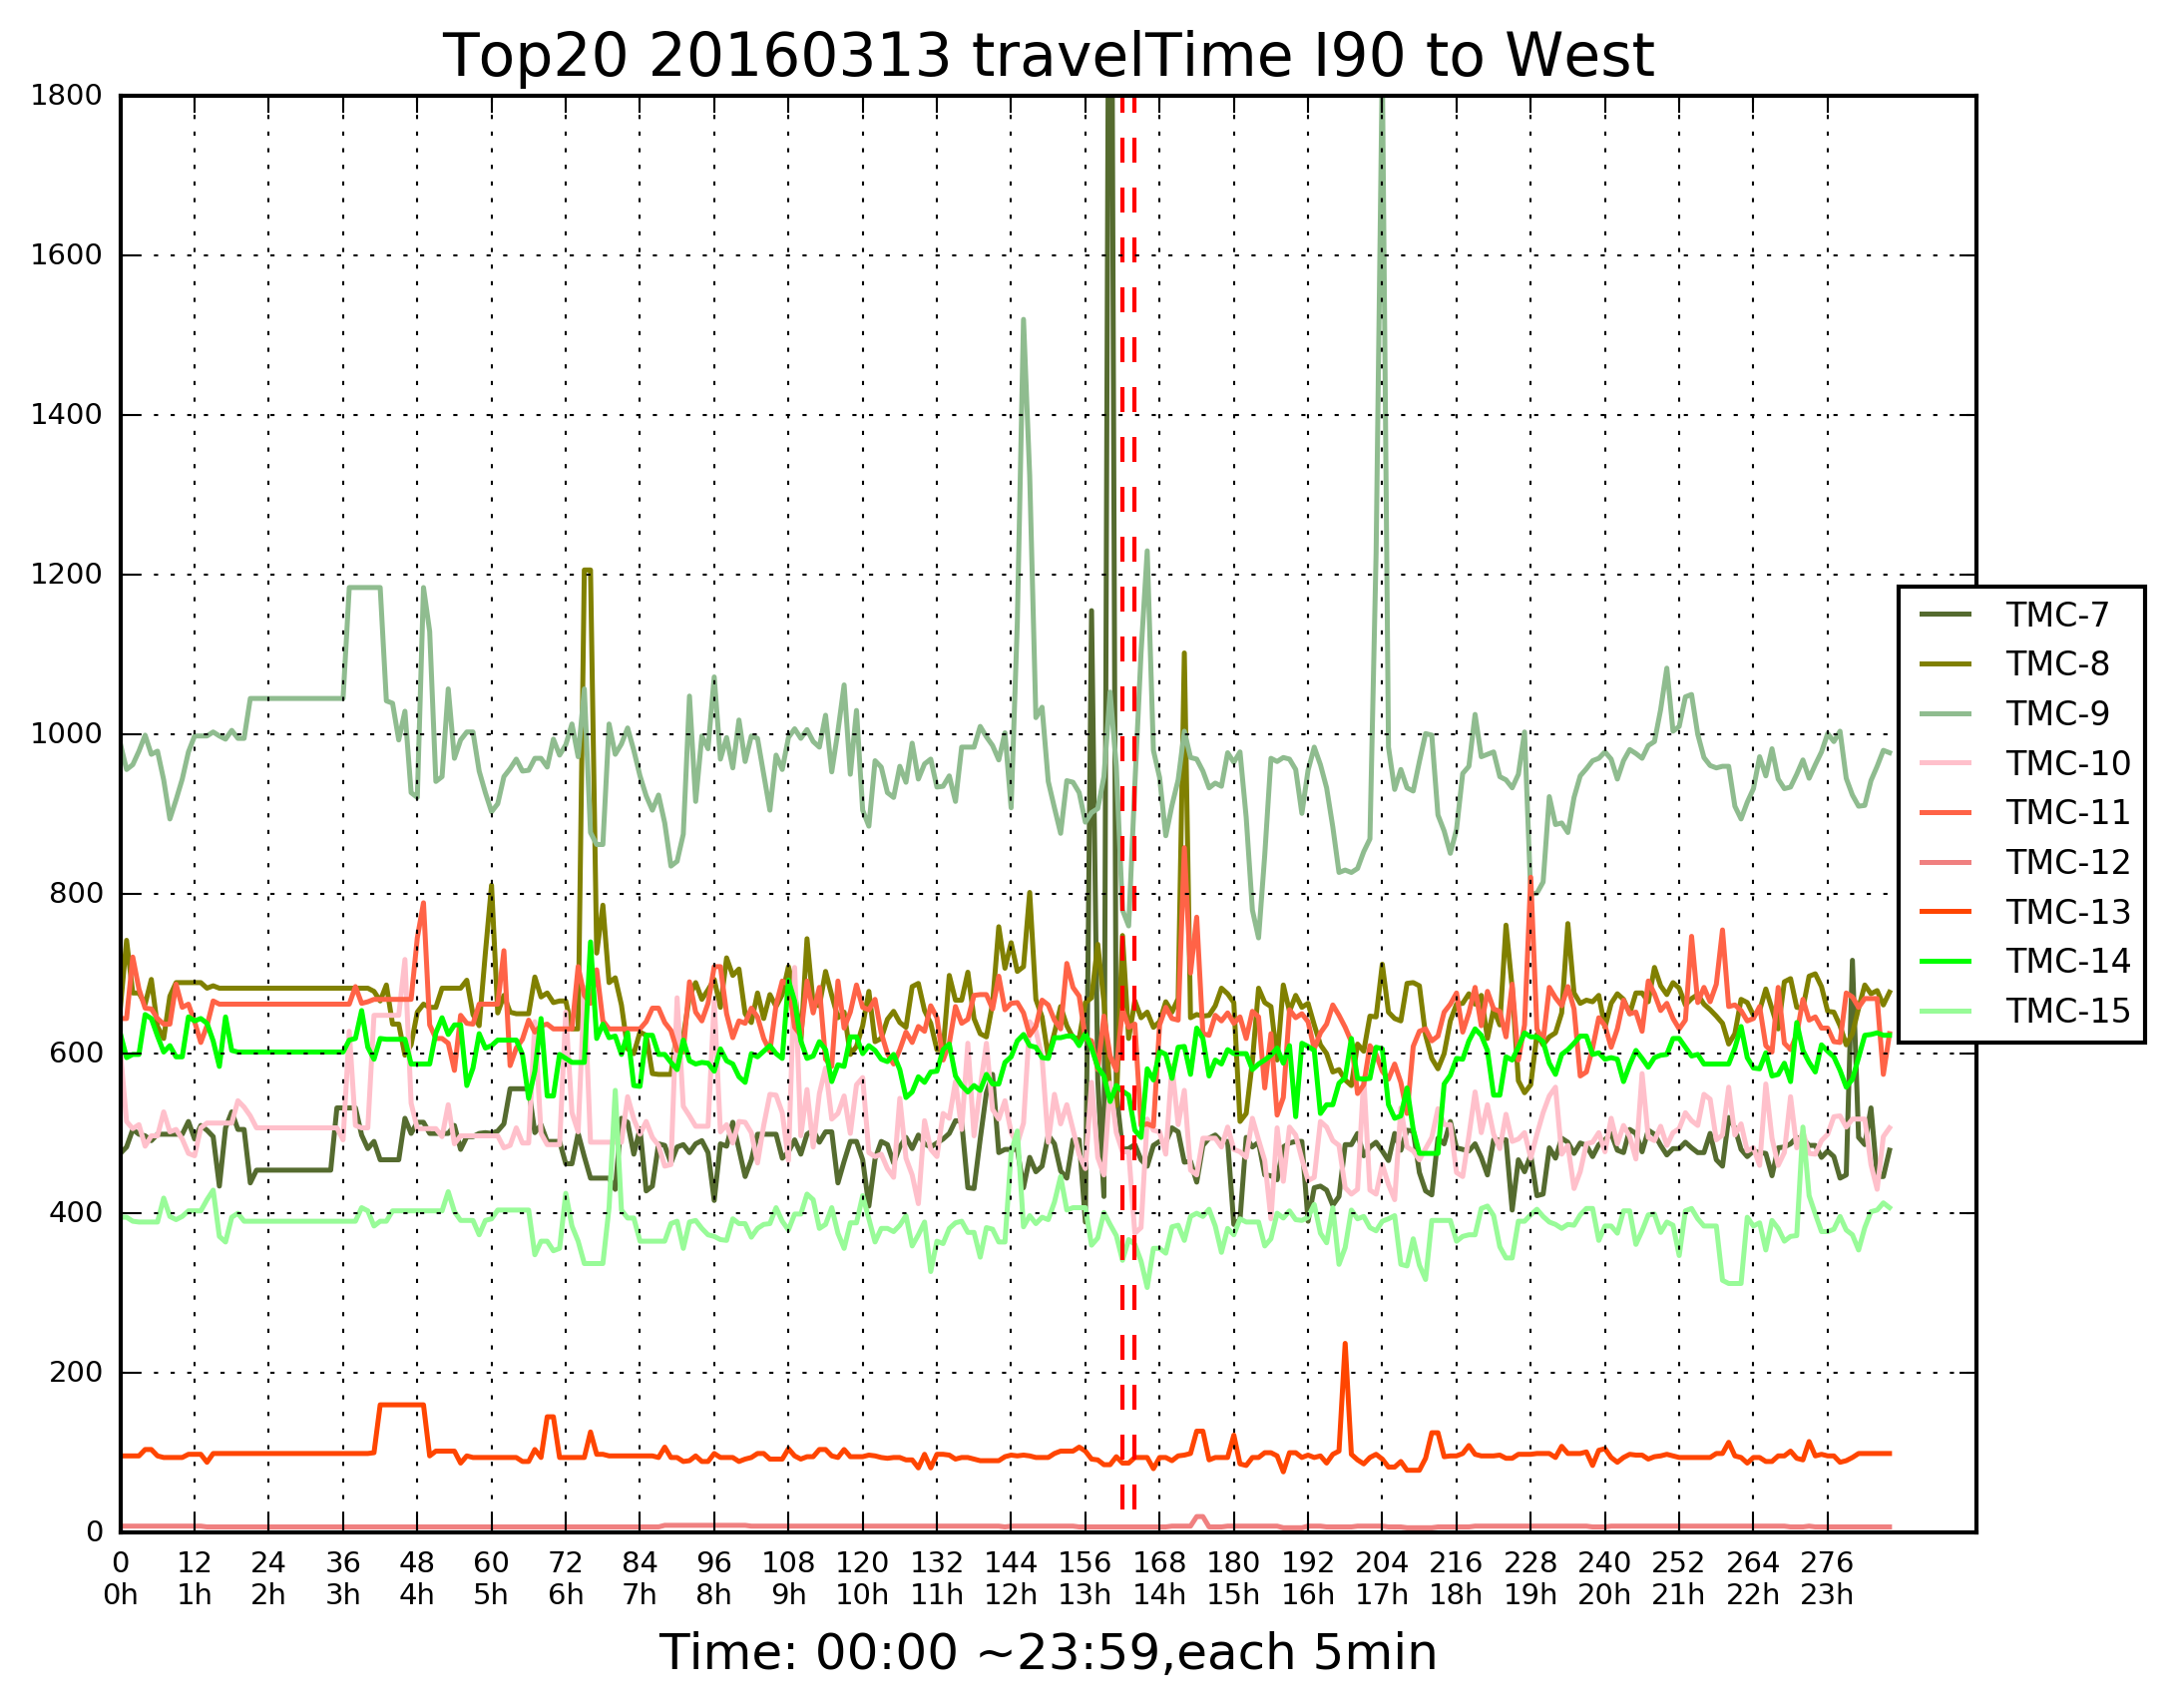 Top20 20160313 travelTime I90 to West
1800
1600
1400
1200
1000
800
600
400
200
0
TMC-7
TMC-8
TMC-9
TMC-10
TMC-11
TMC-12
TMC-13
TMC-14
TMC-15
0 12 24 36 48 60 72 84 96 108 120 132 144 156 168 180 192 204 216 228 240 252 264 276
0h 1h 2h 3h 4h 5h 6h 7h 8h 9h 10h 11h 12h 13h 14h 15h 16h 17h 18h 19h 20h 21h 22h 23h
Time: 00:00 ~23:59,each 5min